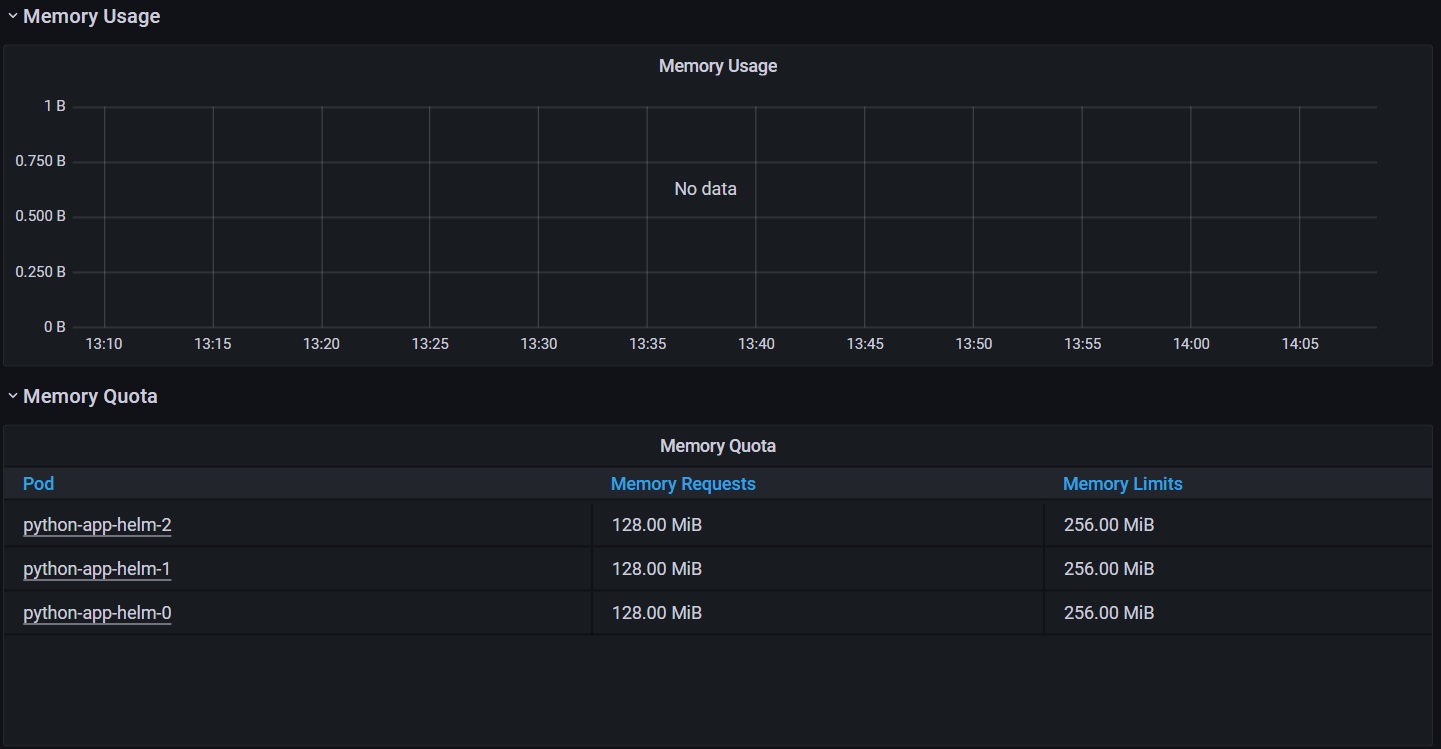 Memory Usage
Memory Usage
1 B
0.750 B
No data
0.500 B
0.250 B
0 B
13:10 13:15 13:20 13:25 13:30 13:35 13:40 13:45 13:50 13:55 14:00 14:05
Memory Quota
Memory Quota
Pod Memory Requests Memory Limits
python-app-helm-2 128.00 MiB 256.00 MiB
python-app-helm-1 128.00 MiB 256.00 MiB
python-app-helm-0 128.00 MiB 256.00 MiB